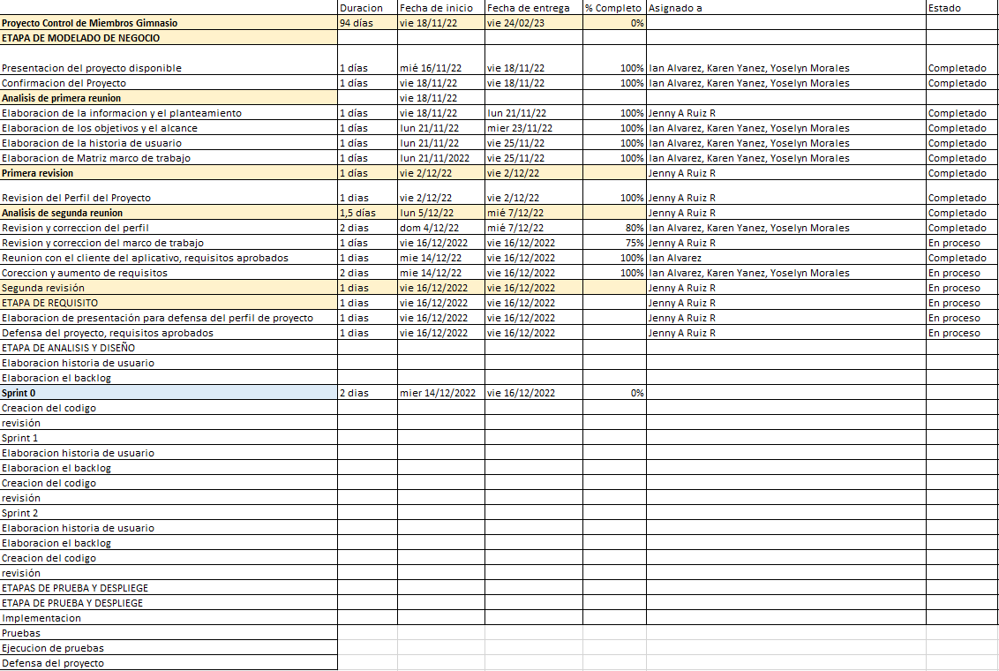 Duracion Fecha de inicio Fecha de entrega % Completo Asignado a Estado
Proyecto Control de Miembros Gimnasio 94 días vie 18/11/22 vie 24/02/23 0%
ETAPA DE MODELADO DE NEGOCIO
Presentacion del proyecto disponible 1 días mié 16/11/22 vie 18/11/22 100% Ian Alvarez, Karen Yanez, Yoselyn Morales Completado
Confirmacion del Proyecto 1 días vie 18/11/22 vie 18/11/22 100% Ian Alvarez, Karen Yanez, Yoselyn Morales Completado
Analisis de primera reunion vie 18/11/22
Elaboracion de la informacion y el planteamiento 1 días vie 18/11/22 lun 21/11/22 100% Jenny A Ruiz R Completado
Elaboracion de los objetivos y el alcance 1 días lun 21/11/22 mier 23/11/22 100% Ian Alvarez, Karen Yanez, Yoselyn Morales Completado
Elaboracion de la historia de usuario 1 días lun 21/11/22 vie 25/11/22 100% Ian Alvarez, Karen Yanez, Yoselyn Morales Completado
Elaboracion de Matriz marco de trabajo 1 días lun 21/11/2022 vie 25/11/22 100% Ian Alvarez, Karen Yanez, Yoselyn Morales Completado
Primera revision 1 días vie 2/12/22 vie 2/12/22 Jenny A Ruiz R Completado
Revision del Perfil del Proyecto 1 dias vie 2/12/22 vie 2/12/22 100% Jenny A Ruiz R Completado
Analisis de segunda reunion 1,5 días lun 5/12/22 mié 7/12/22 Jenny A Ruiz R Completado
Revision y correccion del perfil 2 dias dom 4/12/22 mié 7/12/22 80% Ian Alvarez, Karen Yanez, Yoselyn Morales Completado
Revision y correccion del marco de trabajo 1 días vie 16/12/2022 vie 16/12/2022 75% Jenny A Ruiz R En proceso
Reunion con el cliente del aplicativo, requisitos aprobados 1 dias mie 14/12/22 vie 16/12/2022 100% Ian Alvarez Completado
Coreccion y aumento de requisitos 2 dias mie 14/12/22 vie 16/12/2022 100% Ian Alvarez, Karen Yanez, Yoselyn Morales En proceso
Segunda revisión 1 dias vie 16/12/2022 vie 16/12/2022 Jenny A Ruiz R En proceso
ETAPA DE REQUISITO 1 dias vie 16/12/2022 vie 16/12/2022 Jenny A Ruiz R En proceso
Elaboracion de presentación para defensa del perfil de proyecto 1 dias vie 16/12/2022 vie 16/12/2022 Jenny A Ruiz R En proceso
Defensa del proyecto, requisitos aprobados 1 dias vie 16/12/2022 vie 16/12/2022 Jenny A Ruiz R En proceso
ETAPA DE ANALISIS Y DISEÑO
Elaboracion historia de usuario
Elaboracion el backlog
Sprint 0 2 dias mier 14/12/2022 vie 16/12/2022 0%
Creacion del codigo
revisión
Sprint 1
Elaboracion historia de usuario
Elaboracion el backlog
Creacion del codigo
revisión
Sprint 2
Elaboracion historia de usuario
Elaboracion el backlog
Creacion del codigo
revisión
ETAPAS DE PRUEBA Y DESPLIEGE
ETAPA DE PRUEBA Y DESPLIEGE
Implementacion
Pruebas
Ejecucion de pruebas
Defensa del proyecto